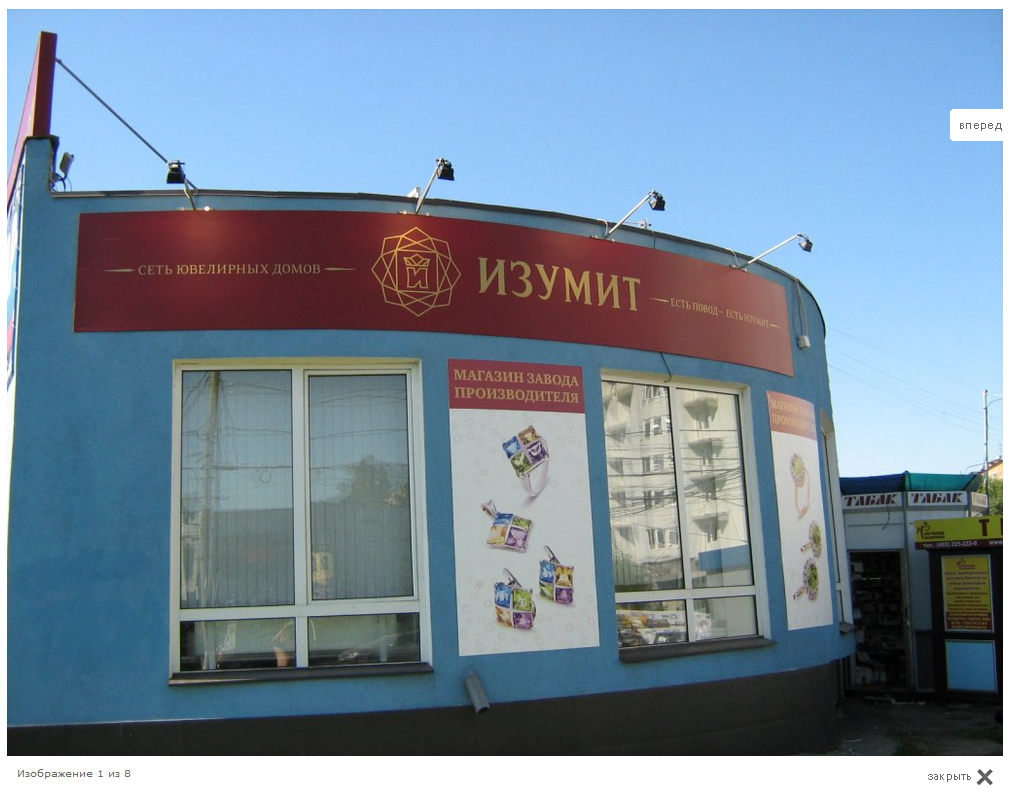 вперед
СЕТЬ ЮВЕЛИРНЫХ ДОМОВ
И
ИЗУМИТ
ЕСТЬ ПОВОД – ЕСТЬ ИЗУМИТ
МАГАЗИН ЗАВОДА
ПРОИЗВОДИТЕЛЯ
МАГАЗИН
ТАБАК ТАБАК
Изображение 1 из 8
закрыть